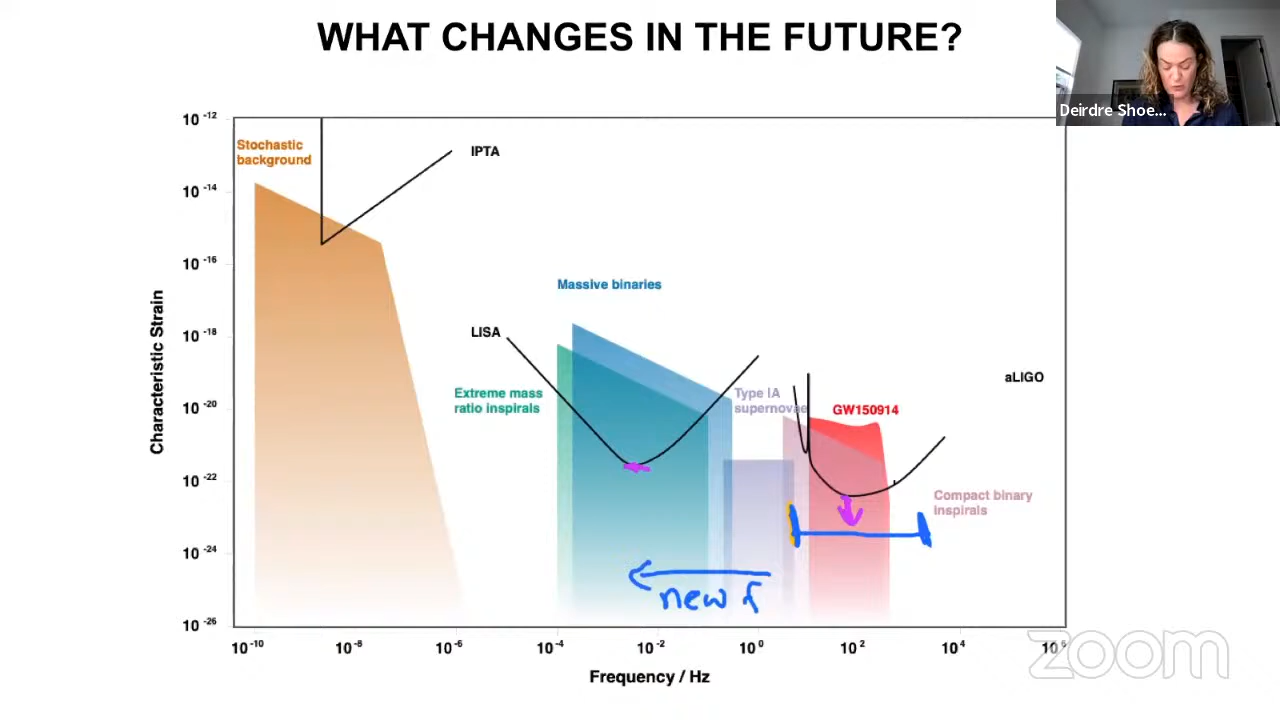 WHAT CHANGES IN THE FUTURE?
Deirdre Shoe...
10 -12
10 -14
10 -16
10 -18
10 -20
10 -22
10 -24
10 -26
Characteristic Strain
Stochastic
background
IPTA
Massive binaries
LISA
Extreme mass
ratio inspirals
Type IA
supernovae
GW150914
aLIGO
Compact binary
inspirals
new f
10 -10
10 -8
10 -6
10 -4
10 -2
10 0
10 2
10 4
10 6
Frequency / Hz
zoom